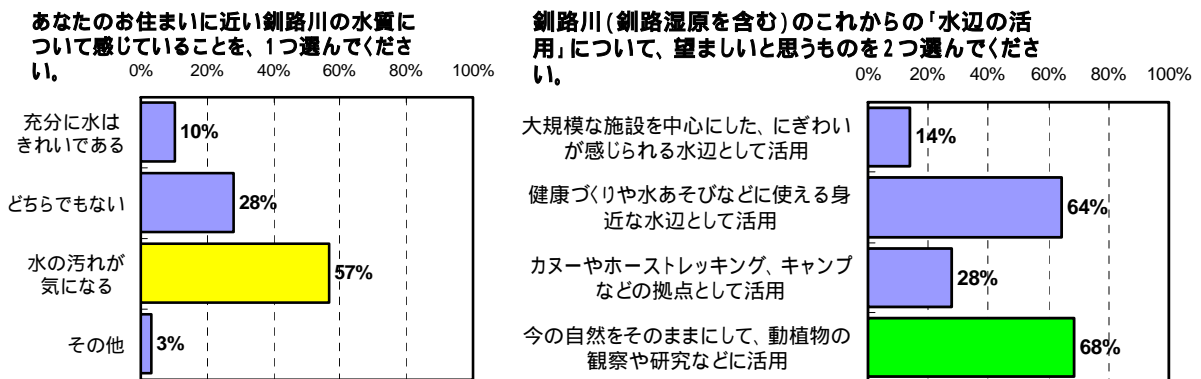 あなたのお住まいに近い釧路川の水質に
ついて感じていることを、1つ選んでくださ
い。
0% 20% 40% 60% 80% 100%
充分に水は
きれいである
10%
どちらでもない
28%
水の汚れが
気になる
57%
その他
3%
釧路川(釧路湿原を含む)のこれからの「水辺の活
用」について、望ましいと思うものを2つ選んでくださ
い。
0% 20% 40% 60% 80% 100%
大規模な施設を中心にした、にぎわい
が感じられる水辺として活用
14%
健康づくりや水あそびなどに使える身
近な水辺として活用
64%
カヌーやホーストレッキング、キャンプ
などの拠点として活用
28%
今の自然をそのままにして、動植物の
観察や研究などに活用
68%